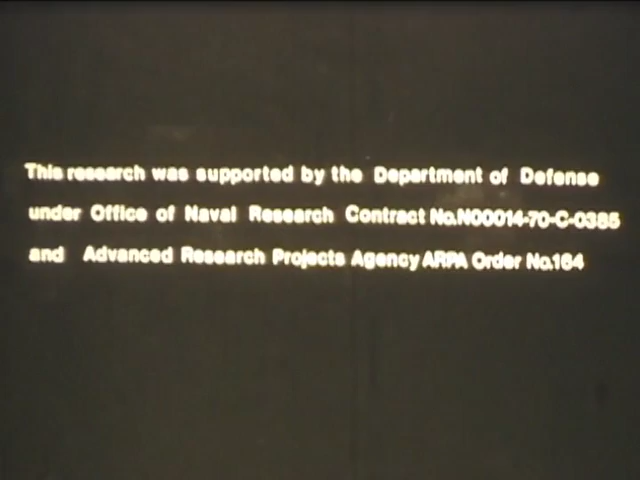 This research was supported by the Department of Defense
under Office of Naval Research Contract No.N00014-70-C-0385
and Advanced Research Projects Agency ARPA Order No.164